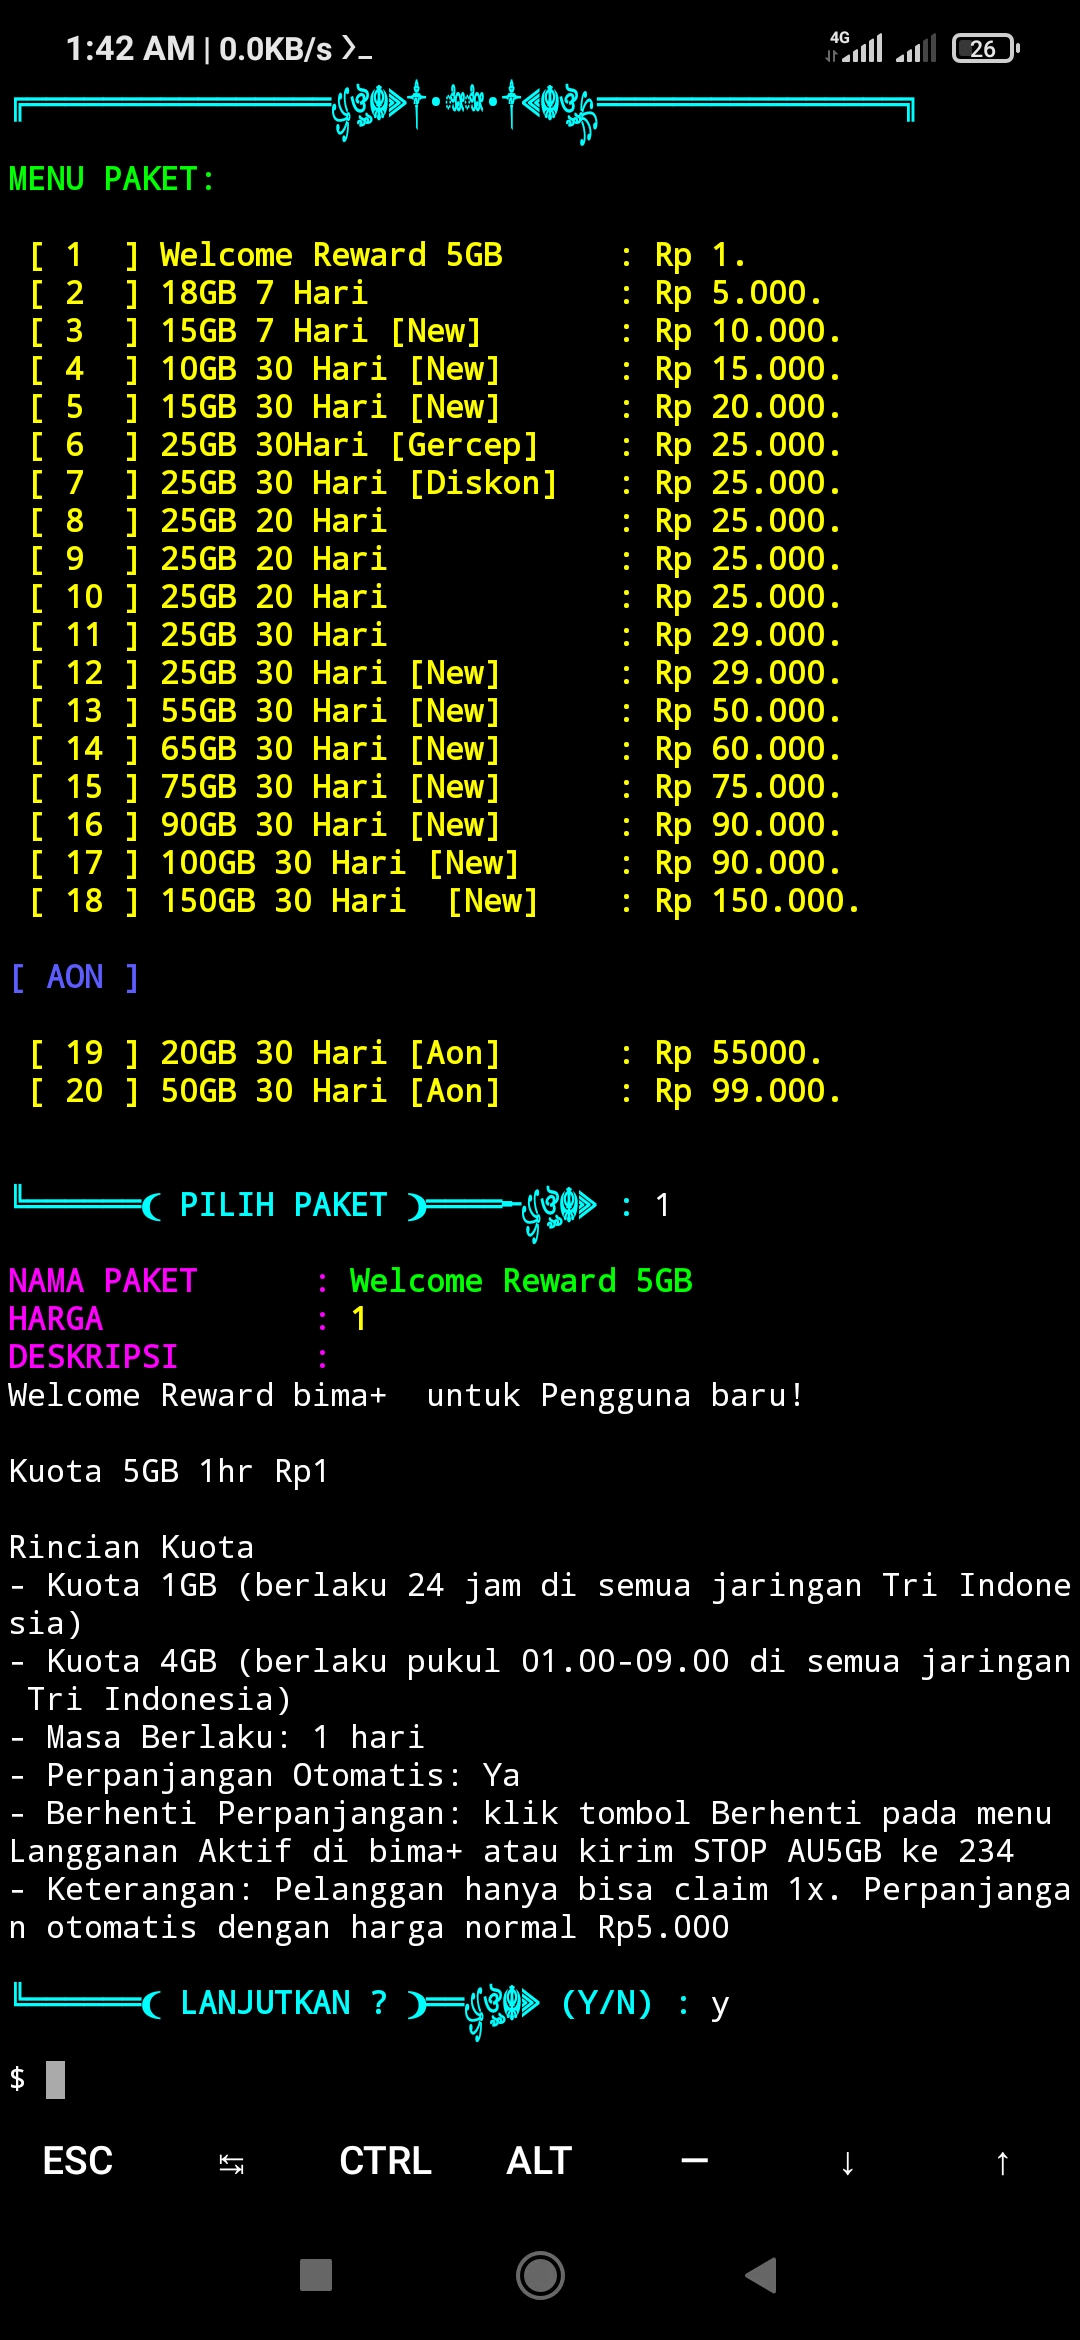 1:42 AM | 0.0KB/s
4G
26
MENU PAKET:
[ 1  ] Welcome Reward 5GB : Rp 1.
[ 2  ] 18GB 7 Hari : Rp 5.000.
[ 3  ] 15GB 7 Hari [New] : Rp 10.000.
[ 4  ] 10GB 30 Hari [New] : Rp 15.000.
[ 5  ] 15GB 30 Hari [New] : Rp 20.000.
[ 6  ] 25GB 30Hari [Gercep] : Rp 25.000.
[ 7  ] 25GB 30 Hari [Diskon] : Rp 25.000.
[ 8  ] 25GB 20 Hari : Rp 25.000.
[ 9  ] 25GB 20 Hari : Rp 25.000.
[ 10 ] 25GB 20 Hari : Rp 25.000.
[ 11 ] 25GB 30 Hari : Rp 29.000.
[ 12 ] 25GB 30 Hari [New] : Rp 29.000.
[ 13 ] 55GB 30 Hari [New] : Rp 50.000.
[ 14 ] 65GB 30 Hari [New] : Rp 60.000.
[ 15 ] 75GB 30 Hari [New] : Rp 75.000.
[ 16 ] 90GB 30 Hari [New] : Rp 90.000.
[ 17 ] 100GB 30 Hari [New] : Rp 90.000.
[ 18 ] 150GB 30 Hari  [New] : Rp 150.000.
[ AON ]
[ 19 ] 20GB 30 Hari [Aon] : Rp 55000.
[ 20 ] 50GB 30 Hari [Aon] : Rp 99.000.
PILIH PAKET : 1
NAMA PAKET : Welcome Reward 5GB
HARGA : 1
DESKRIPSI :
Welcome Reward bima+  untuk Pengguna baru!
Kuota 5GB 1hr Rp1
Rincian Kuota
- Kuota 1GB (berlaku 24 jam di semua jaringan Tri Indone
sia)
- Kuota 4GB (berlaku pukul 01.00-09.00 di semua jaringan
Tri Indonesia)
- Masa Berlaku: 1 hari
- Perpanjangan Otomatis: Ya
- Berhenti Perpanjangan: klik tombol Berhenti pada menu
Langganan Aktif di bima+ atau kirim STOP AU5GB ke 234
- Keterangan: Pelanggan hanya bisa claim 1x. Perpanjanga
n otomatis dengan harga normal Rp5.000
LANJUTKAN ? (Y/N) : y
$
ESC ↹ CTRL ALT — ↓ ↑